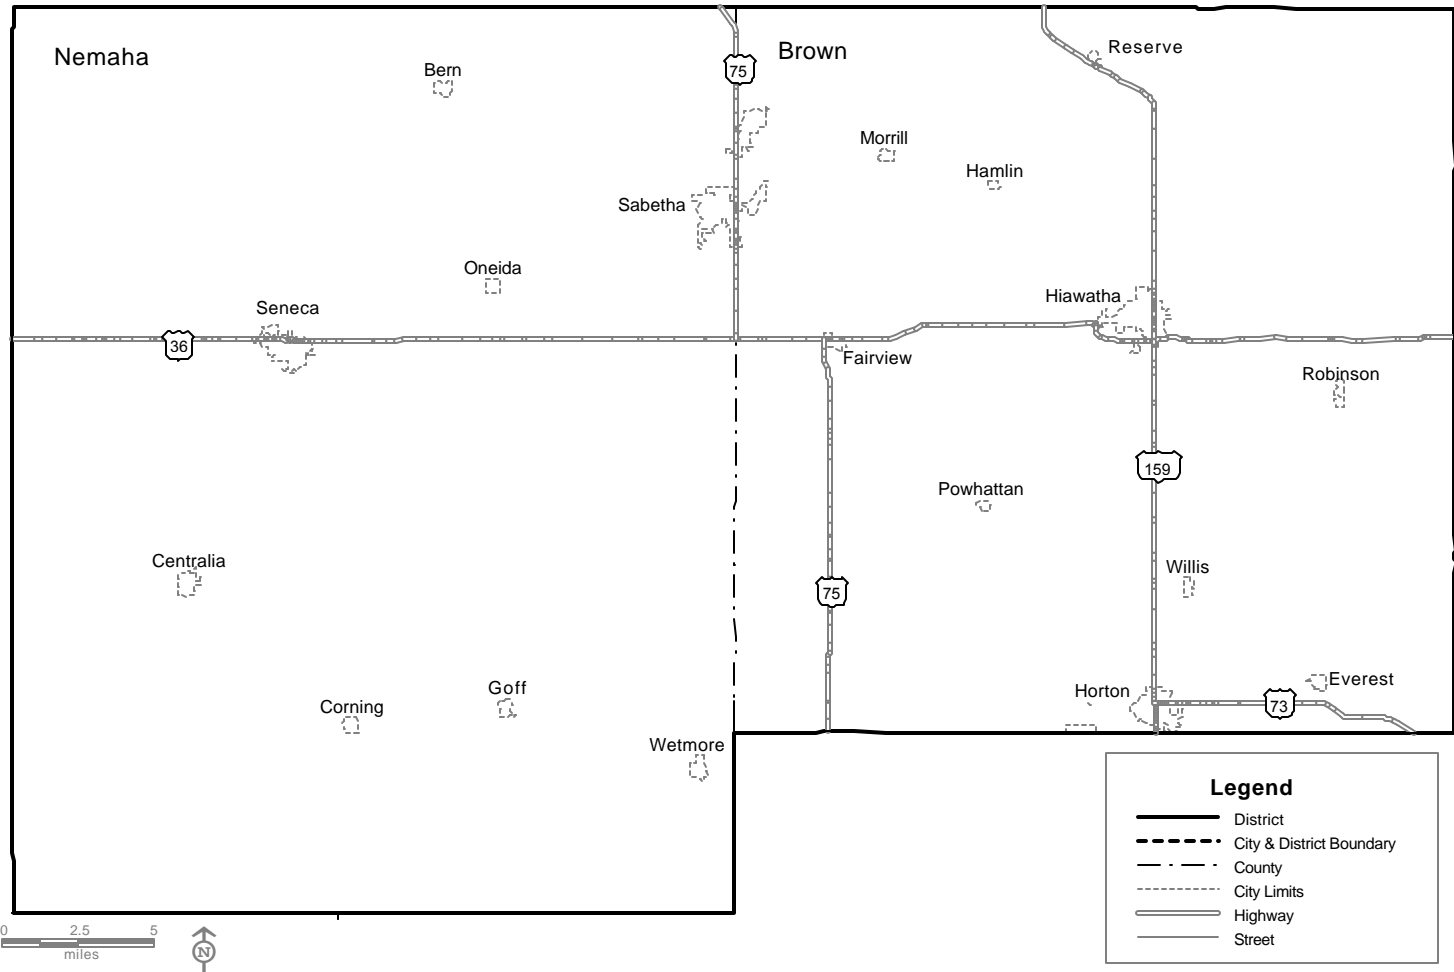 Nemaha
Brown
Reserve
Bern
75
Morrill
Hamlin
Sabetha
Oneida
Hiawatha
Seneca
36
Fairview
Robinson
159
Powhattan
Centralia
Willis
75
Everest
Goff
Horton
Corning
73
Wetmore
Legend
District
City & District Boundary
County
City Limits
Highway
Street
0 2.5 5
miles
N